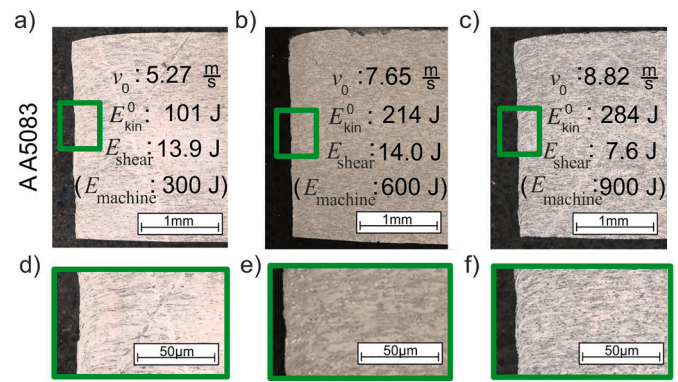 a)
b)
c)
AA5083
v₀ : 5.27 m/s
E⁰kin : 101 J
Eshear : 13.9 J
(Emachine : 300 J)
1mm
v₀ : 7.65 m/s
E⁰kin : 214 J
Eshear : 14.0 J
(Emachine : 600 J)
1mm
v₀ : 8.82 m/s
E⁰kin : 284 J
Eshear : 7.6 J
(Emachine : 900 J)
1mm
d)
e)
f)
50µm
50µm
50µm